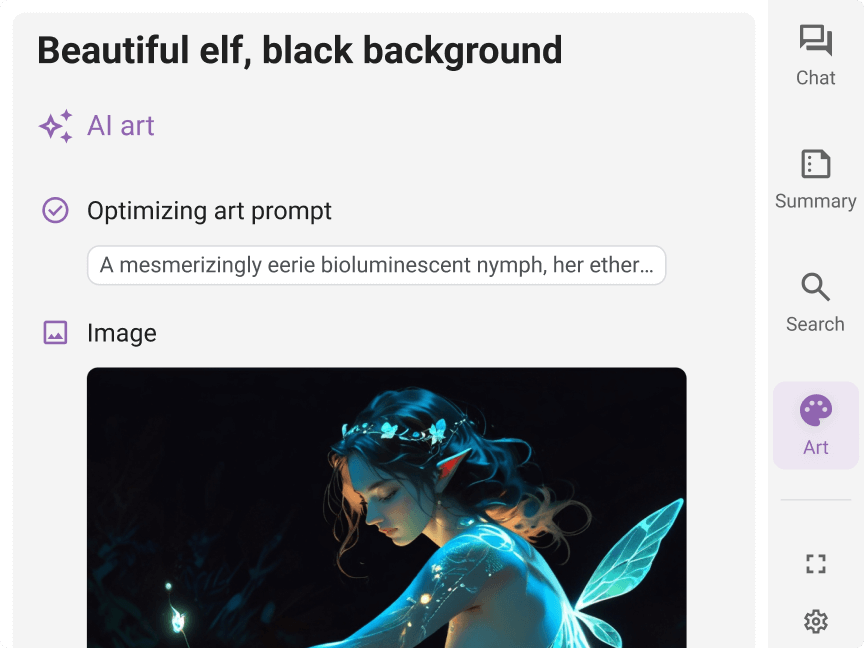 Beautiful elf, black background
AI art
Optimizing art prompt
A mesmerizingly eerie bioluminescent nymph, her ether...
Image
Chat
Summary
Search
Art